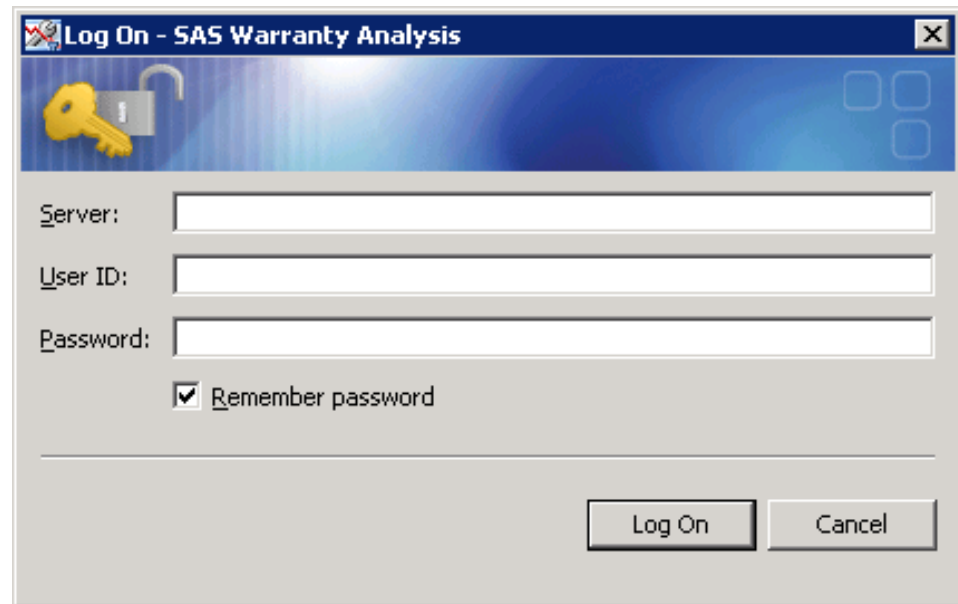 Log On - SAS Warranty Analysis
Server:
User ID:
Password:
Remember password
Log On Cancel